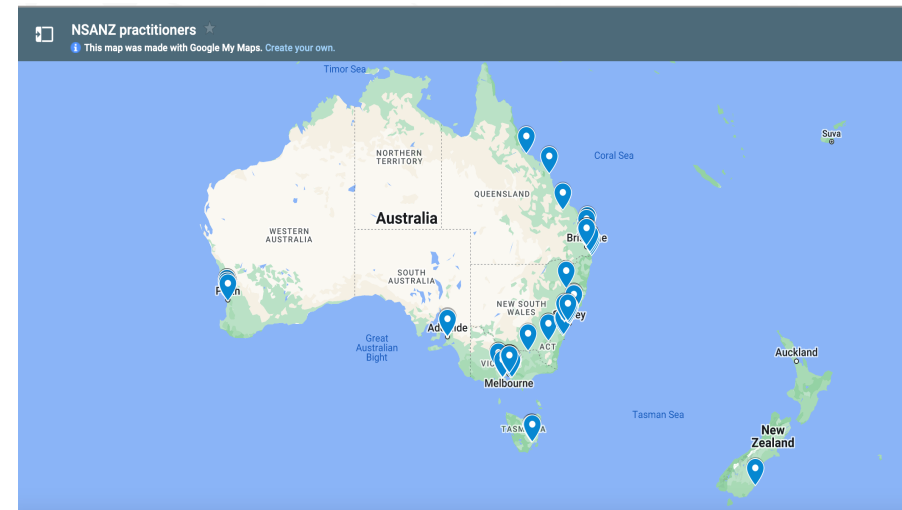 NSANZ practitioners
This map was made with Google My Maps. Create your own.
Timor Sea
Suva
NORTHERN
TERRITORY
Coral Sea
QUEENSLAND
Australia
WESTERN
AUSTRALIA
SOUTH
AUSTRALIA
NEW SOUTH
WALES
Great
Australian
Bight
ACT
Auckland
Melbourne
Tasman Sea
New
Zealand